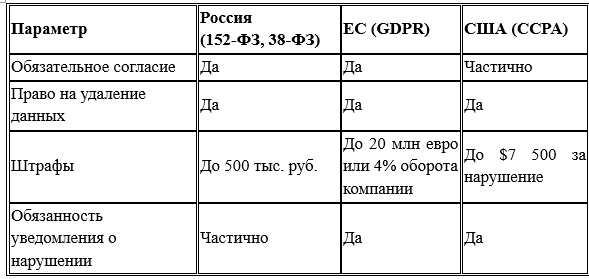 Параметр
Россия
(152-ФЗ, 38-ФЗ)
ЕС (GDPR)
США (CCPA)
Обязательное согласие
Да
Да
Частично
Право на удаление
данных
Да
Да
Да
Штрафы
До 500 тыс. руб.
До 20 млн евро
или 4% оборота
компании
До $7 500 за
нарушение
Обязанность
уведомления о
нарушении
Частично
Да
Да